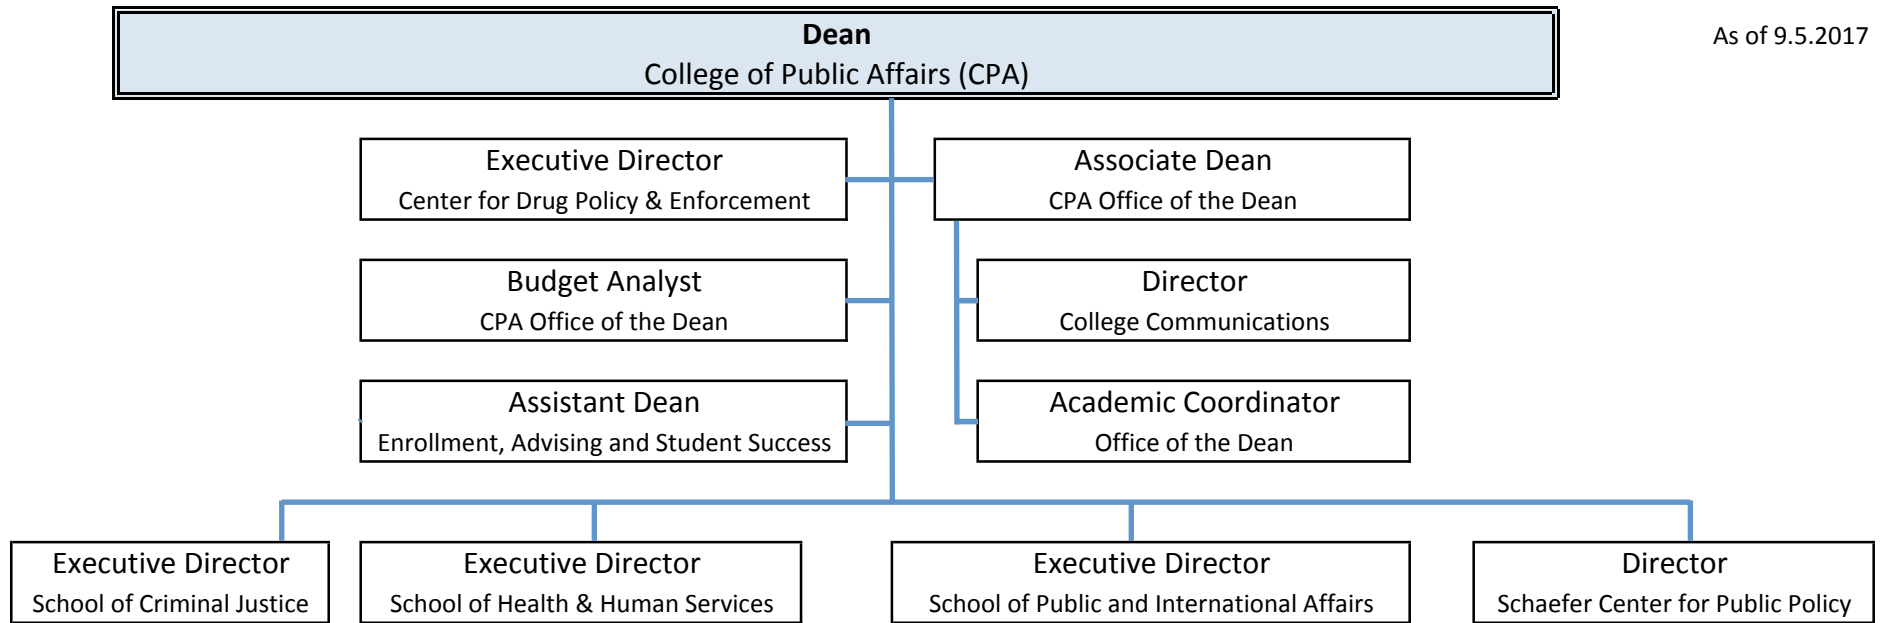 Dean
College of Public Affairs (CPA)
As of 9.5.2017
Executive Director
Center for Drug Policy & Enforcement
Associate Dean
CPA Office of the Dean
Budget Analyst
CPA Office of the Dean
Director
College Communications
Assistant Dean
Enrollment, Advising and Student Success
Academic Coordinator
Office of the Dean
Executive Director
School of Criminal Justice
Executive Director
School of Health & Human Services
Executive Director
School of Public and International Affairs
Director
Schaefer Center for Public Policy